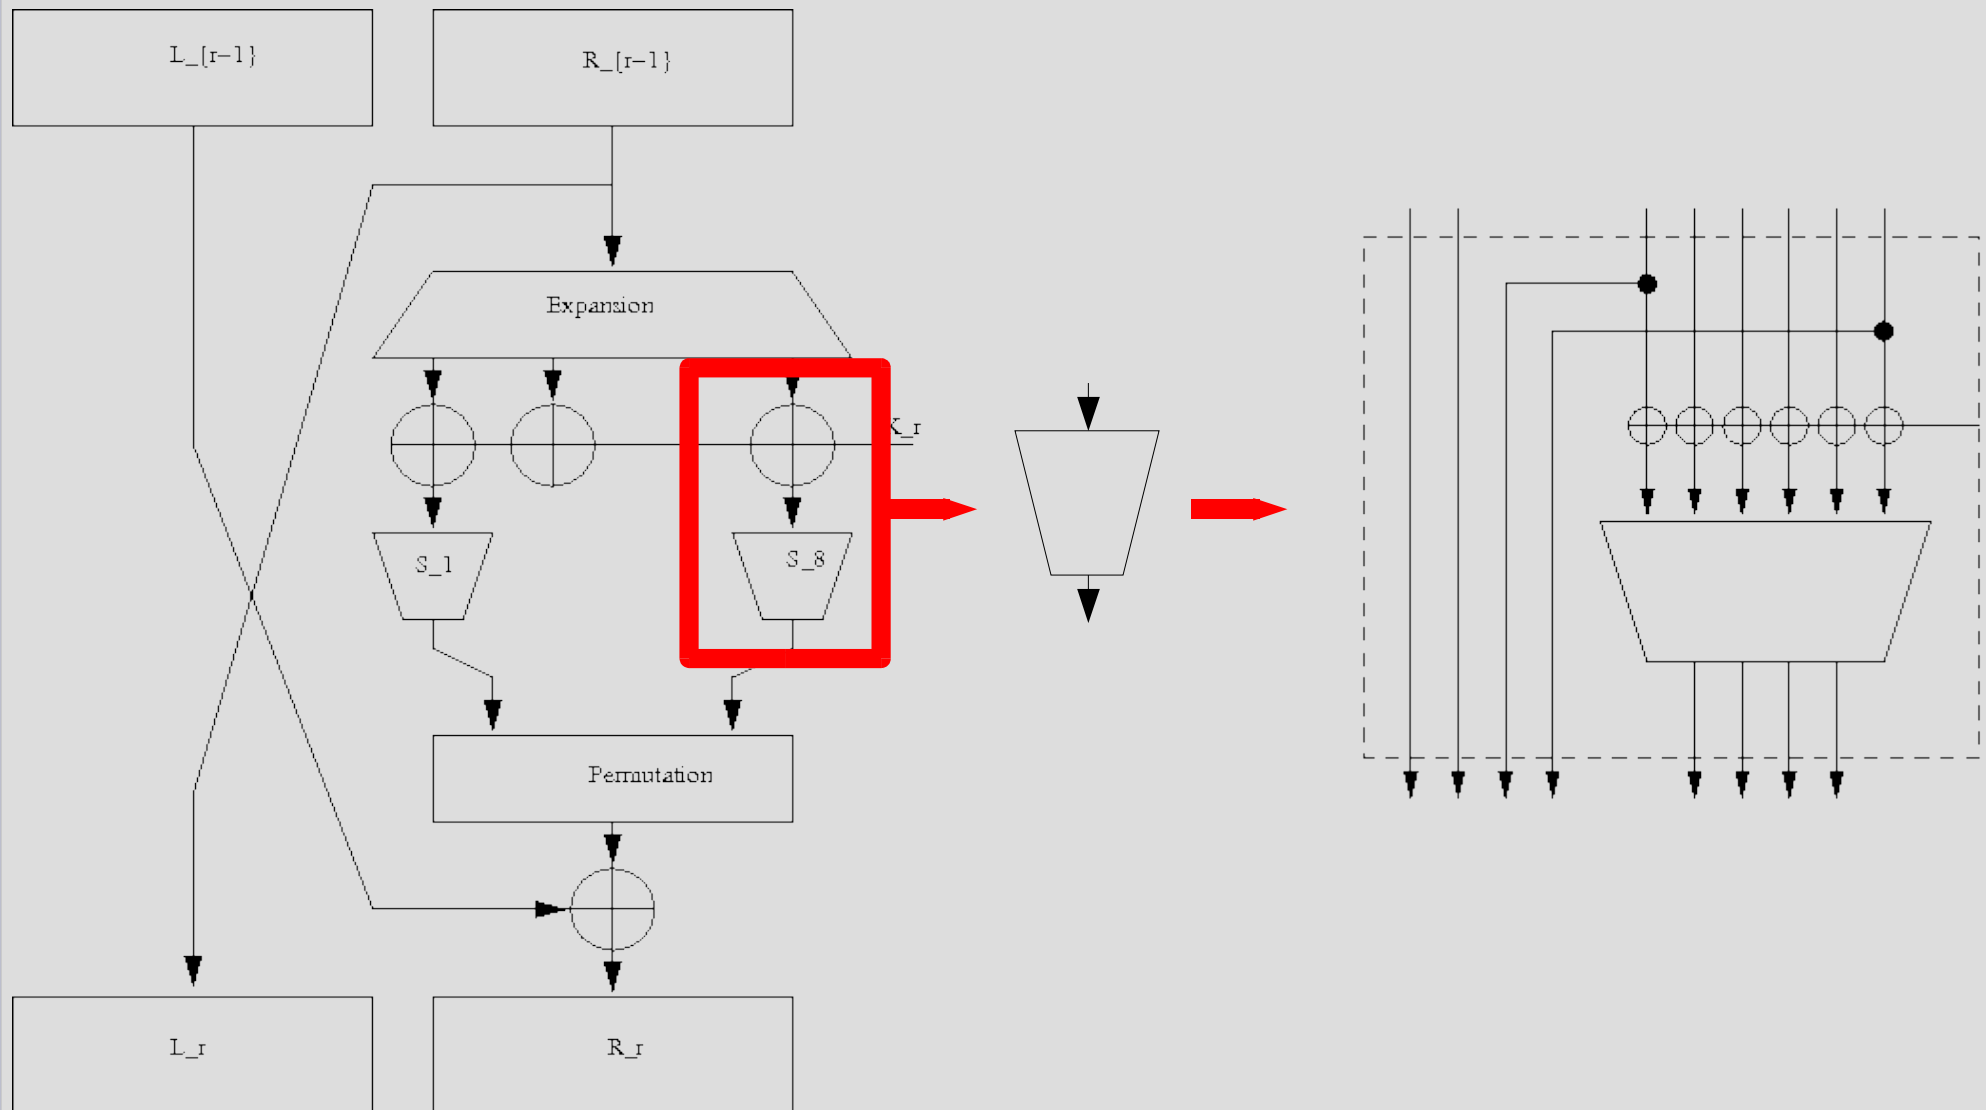 L_{r-1}
R_{r-1}
Expansion
K_r
S_1
S_8
Permutation
L_r
R_r